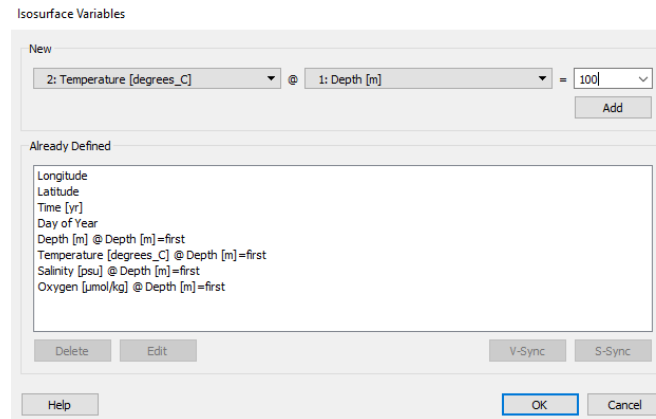 Isosurface Variables
New
2: Temperature [degrees_C] @ 1: Depth [m] = 100
Add
Already Defined
Longitude
Latitude
Time [yr]
Day of Year
Depth [m] @ Depth [m]=first
Temperature [degrees_C] @ Depth [m]=first
Salinity [psu] @ Depth [m]=first
Oxygen [µmol/kg] @ Depth [m]=first
Delete Edit V-Sync S-Sync
Help OK Cancel